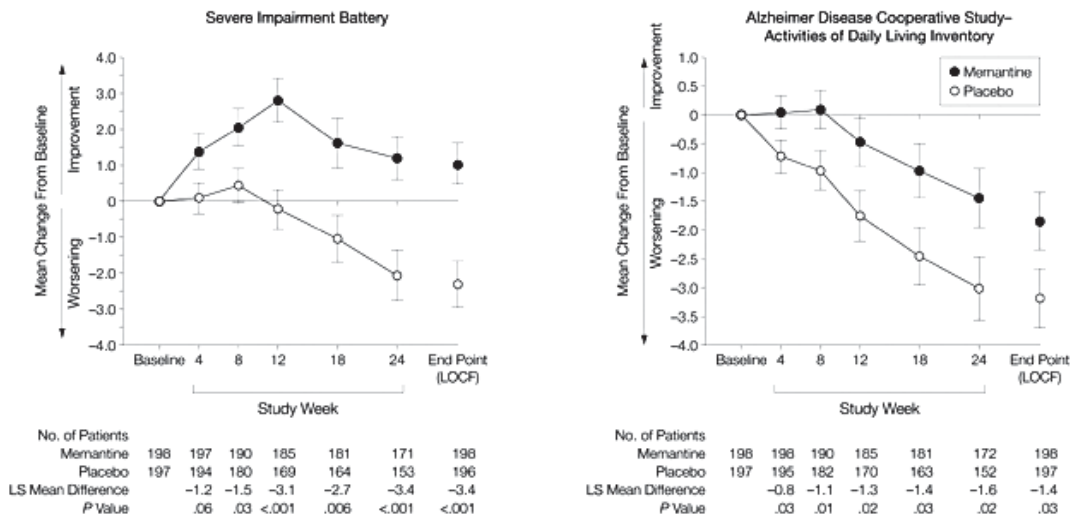 Severe Impairment Battery
Mean Change From Baseline
Worsening Improvement
4.0
3.0
2.0
1.0
0
–1.0
–2.0
–3.0
–4.0
Baseline 4 8 12 18 24 End Point
(LOCF)
Study Week
No. of Patients
Memantine 198 197 190 185 181 171 198
Placebo 197 194 180 169 164 153 196
LS Mean Difference –1.2 –1.5 –3.1 –2.7 –3.4 –3.4
P Value .06 .03 <.001 .006 <.001 <.001
Alzheimer Disease Cooperative Study–
Activities of Daily Living Inventory
Memantine
Placebo
Mean Change From Baseline
Worsening Improvement
1.0
0.5
0
–0.5
–1.0
–1.5
–2.0
–2.5
–3.0
–3.5
–4.0
Baseline 4 8 12 18 24 End Point
(LOCF)
Study Week
No. of Patients
Memantine 198 198 190 185 181 172 198
Placebo 197 195 182 170 163 152 197
LS Mean Difference –0.8 –1.1 –1.3 –1.4 –1.6 –1.4
P Value .03 .01 .02 .03 .02 .03